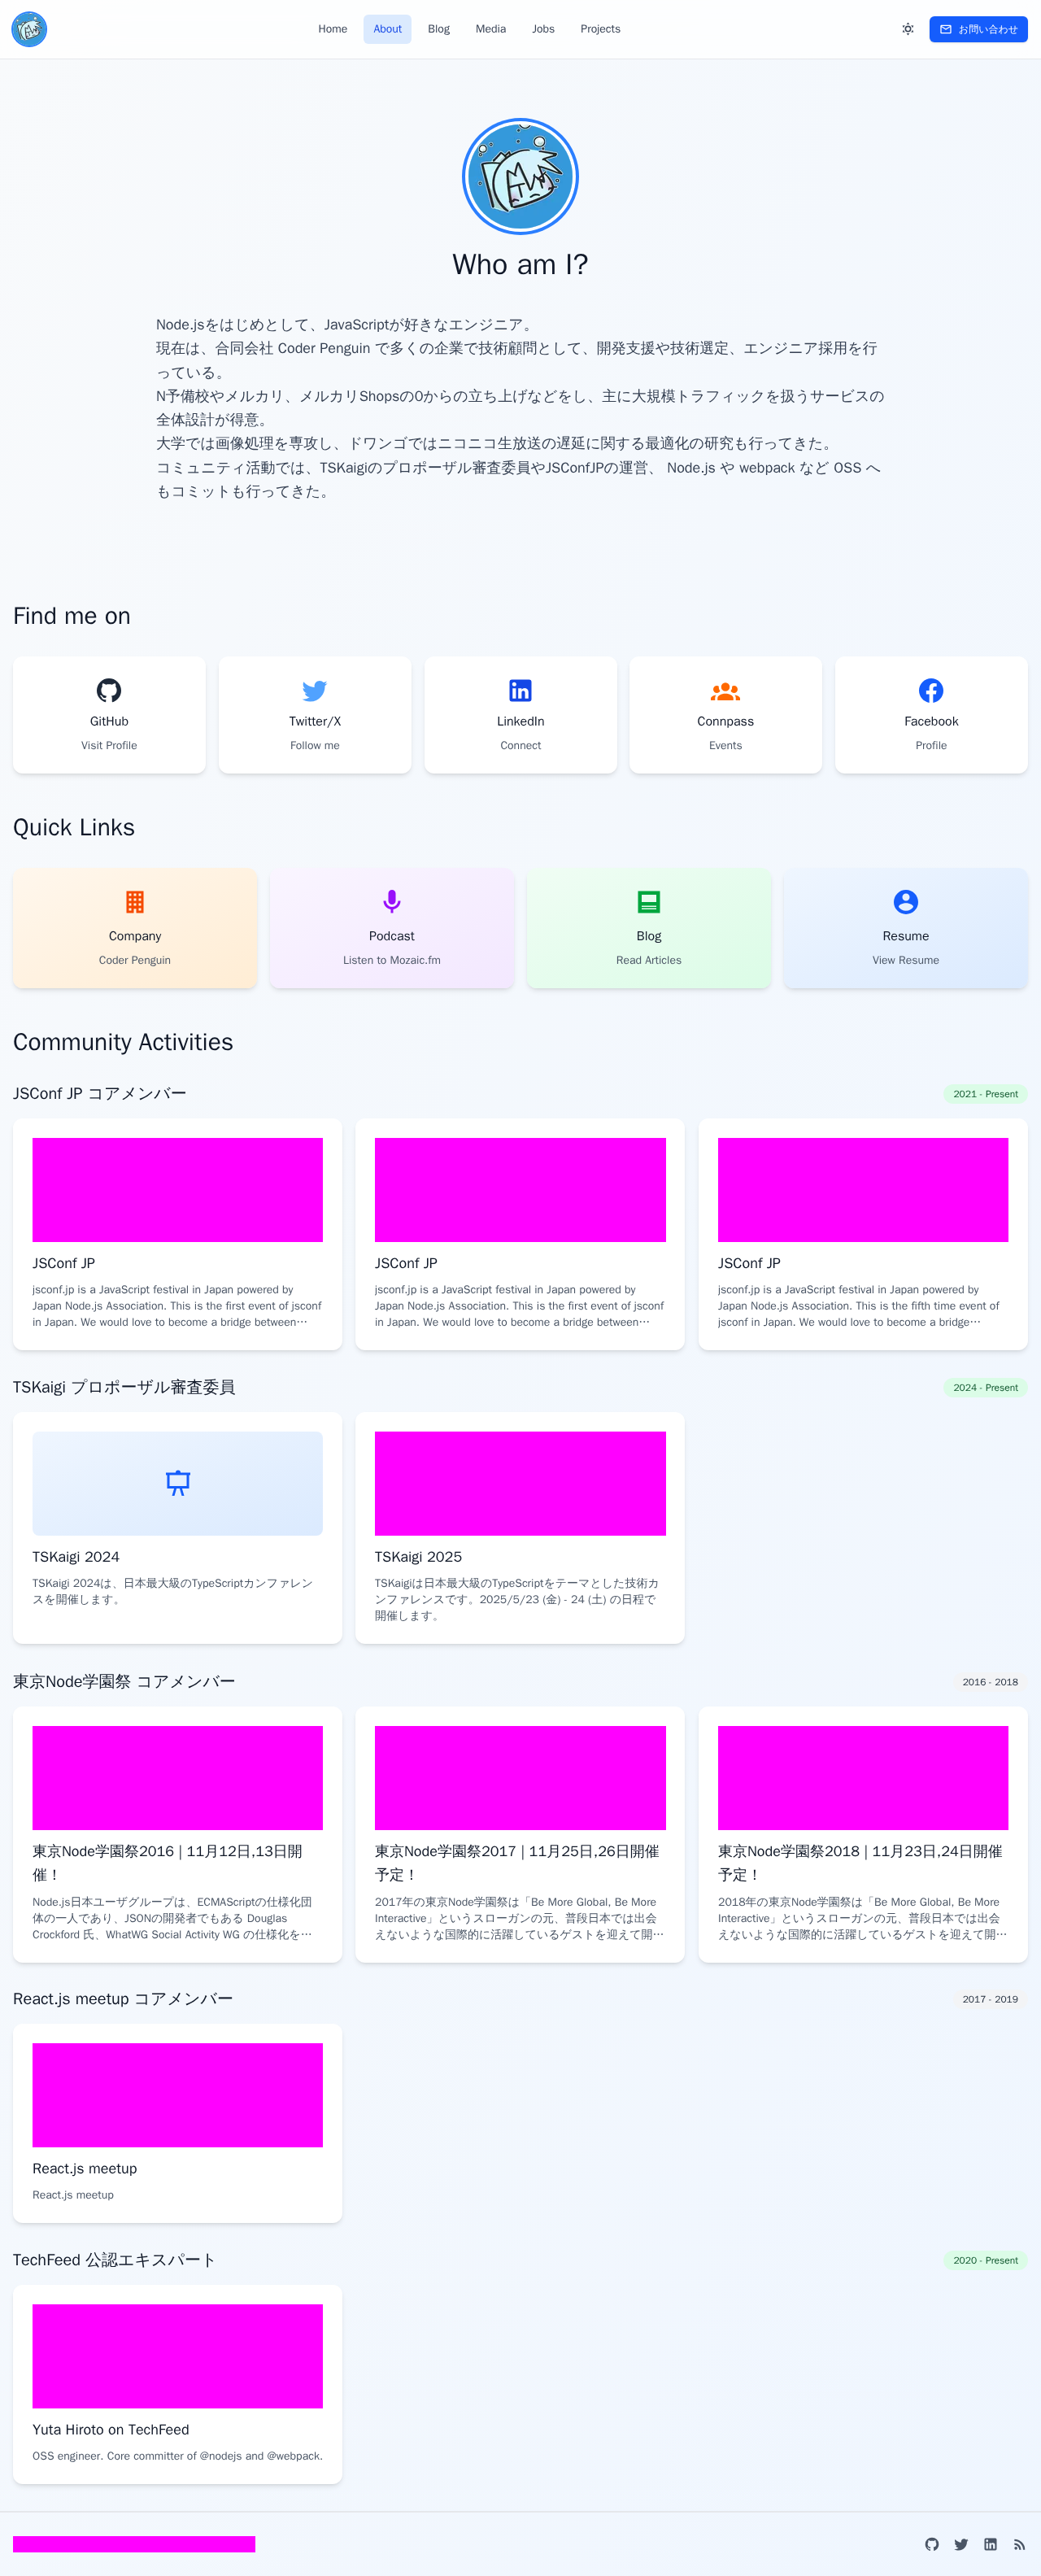 Home
About
Blog
Media
Jobs
Projects
お問い合わせ
Who am I?
Node.jsをはじめとして、JavaScriptが好きなエンジニア。
現在は、合同会社 Coder Penguin で多くの企業で技術顧問として、開発支援や技術選定、エンジニア採用を行
っている。
N予備校やメルカリ、メルカリShopsの0からの立ち上げなどをし、主に大規模トラフィックを扱うサービスの
全体設計が得意。
大学では画像処理を専攻し、ドワンゴではニコニコ生放送の遅延に関する最適化の研究も行ってきた。
コミュニティ活動では、TSKaigiのプロポーザル審査委員やJSConfJPの運営、 Node.js や webpack など OSS へ
もコミットも行ってきた。
Find me on
GitHub
Visit Profile
Twitter/X
Follow me
LinkedIn
Connect
Connpass
Events
Facebook
Profile
Quick Links
Company
Coder Penguin
Podcast
Listen to Mozaic.fm
Blog
Read Articles
Resume
View Resume
Community Activities
JSConf JP コアメンバー
2021 - Present
JSConf JP
jsconf.jp is a JavaScript festival in Japan powered by
Japan Node.js Association. This is the first event of jsconf
in Japan. We would love to become a bridge between…
JSConf JP
jsconf.jp is a JavaScript festival in Japan powered by
Japan Node.js Association. This is the first event of jsconf
in Japan. We would love to become a bridge between…
JSConf JP
jsconf.jp is a JavaScript festival in Japan powered by
Japan Node.js Association. This is the fifth time event of
jsconf in Japan. We would love to become a bridge…
TSKaigi プロポーザル審査委員
2024 - Present
TSKaigi 2024
TSKaigi 2024は、日本最大級のTypeScriptカンファレン
スを開催します。
TSKaigi 2025
TSKaigiは日本最大級のTypeScriptをテーマとした技術カ
ンファレンスです。2025/5/23 (金) - 24 (土) の日程で
開催します。
東京Node学園祭 コアメンバー
2016 - 2018
東京Node学園祭2016 | 11月12日,13日開
催！
Node.js日本ユーザグループは、ECMAScriptの仕様化団
体の一人であり、JSONの開発者でもある Douglas
Crockford 氏、WhatWG Social Activity WG の仕様化を…
東京Node学園祭2017 | 11月25日,26日開催
予定！
2017年の東京Node学園祭は「Be More Global, Be More
Interactive」というスローガンの元、普段日本では出会
えないような国際的に活躍しているゲストを迎えて開…
東京Node学園祭2018 | 11月23日,24日開催
予定！
2018年の東京Node学園祭は「Be More Global, Be More
Interactive」というスローガンの元、普段日本では出会
えないような国際的に活躍しているゲストを迎えて開…
React.js meetup コアメンバー
2017 - 2019
React.js meetup
React.js meetup
TechFeed 公認エキスパート
2020 - Present
Yuta Hiroto on TechFeed
OSS engineer. Core committer of @nodejs and @webpack.